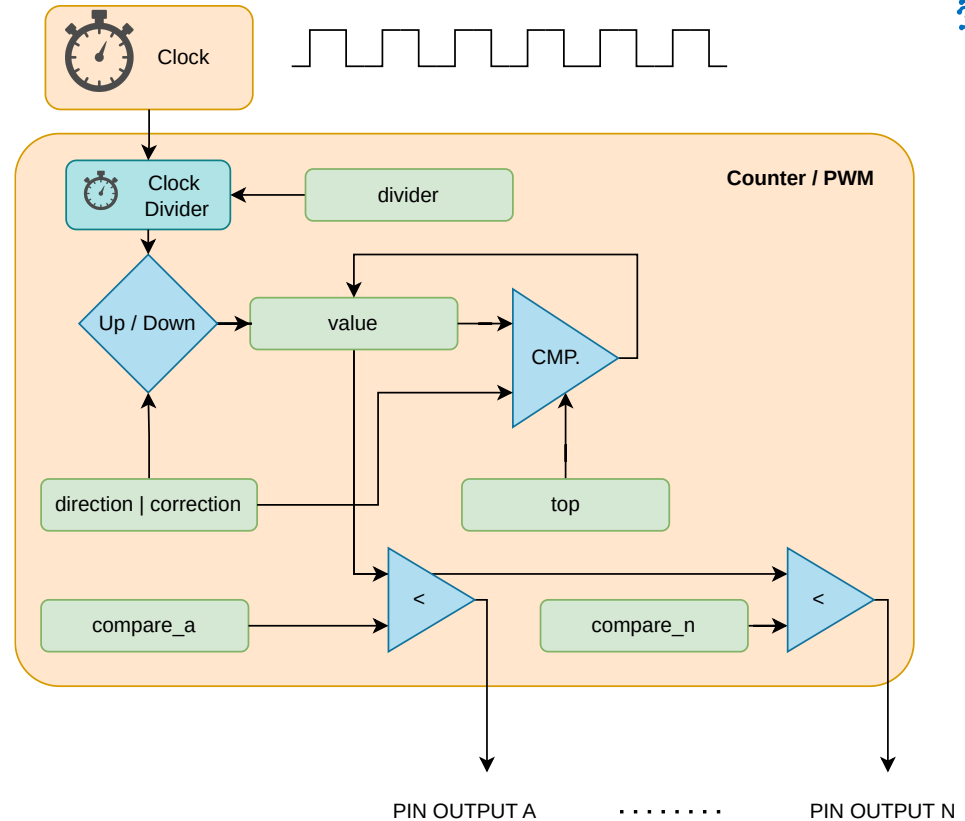 Clock
Counter / PWM
Clock
Divider
divider
Up / Down
value
CMP.
direction | correction
top
<
<
compare_a
compare_n
PIN OUTPUT A ........ PIN OUTPUT N